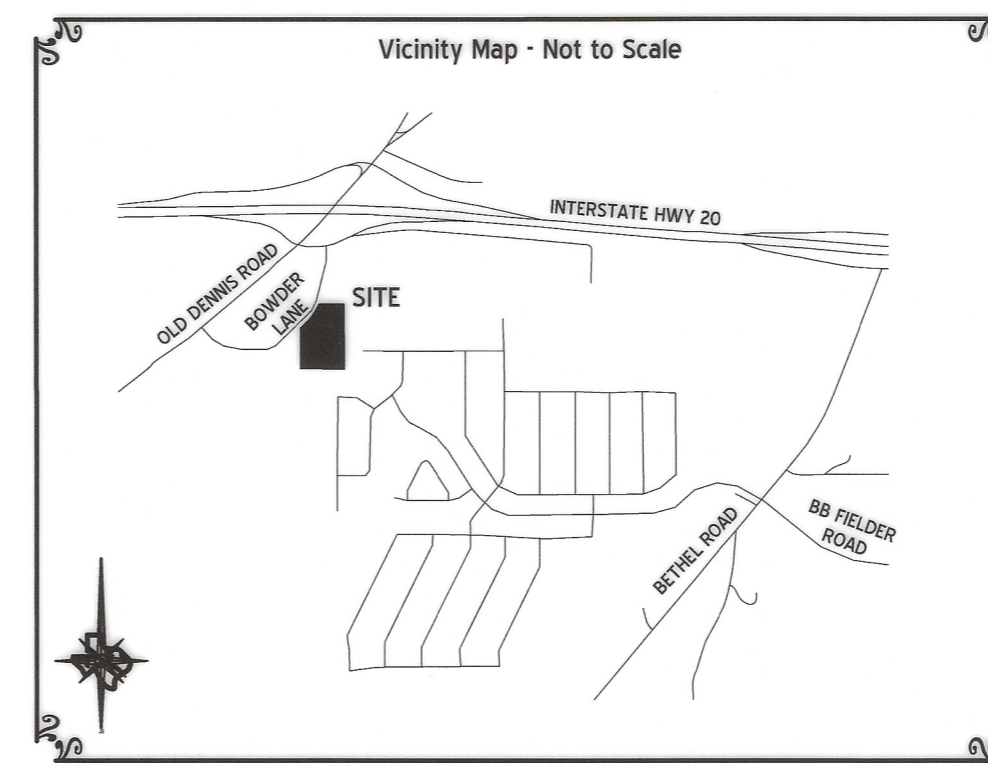 Vicinity Map - Not to Scale
INTERSTATE HWY 20
OLD DENNIS ROAD
BOWDER
LANE
SITE
BETHEL ROAD
BB FIELDER
ROAD